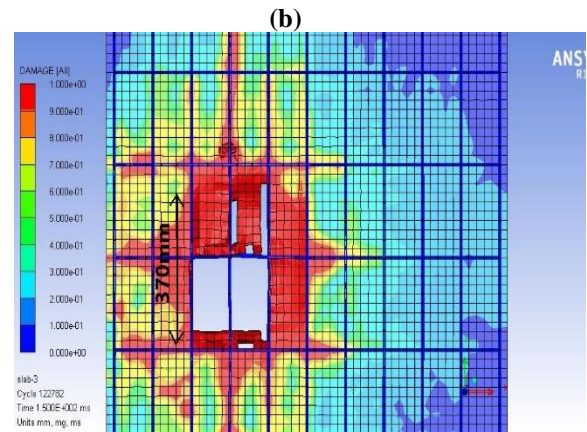 (b)
DAMAGE [All]
1.000e+00
9.000e-01
8.000e-01
7.000e-01
6.000e-01
5.000e-01
4.000e-01
3.000e-01
2.000e-01
1.000e-01
0.000e+00
slab-3
Cycle 122762
Time 1.500E+002 ms
Units mm, mg, ms
370mm
ANSY
R1